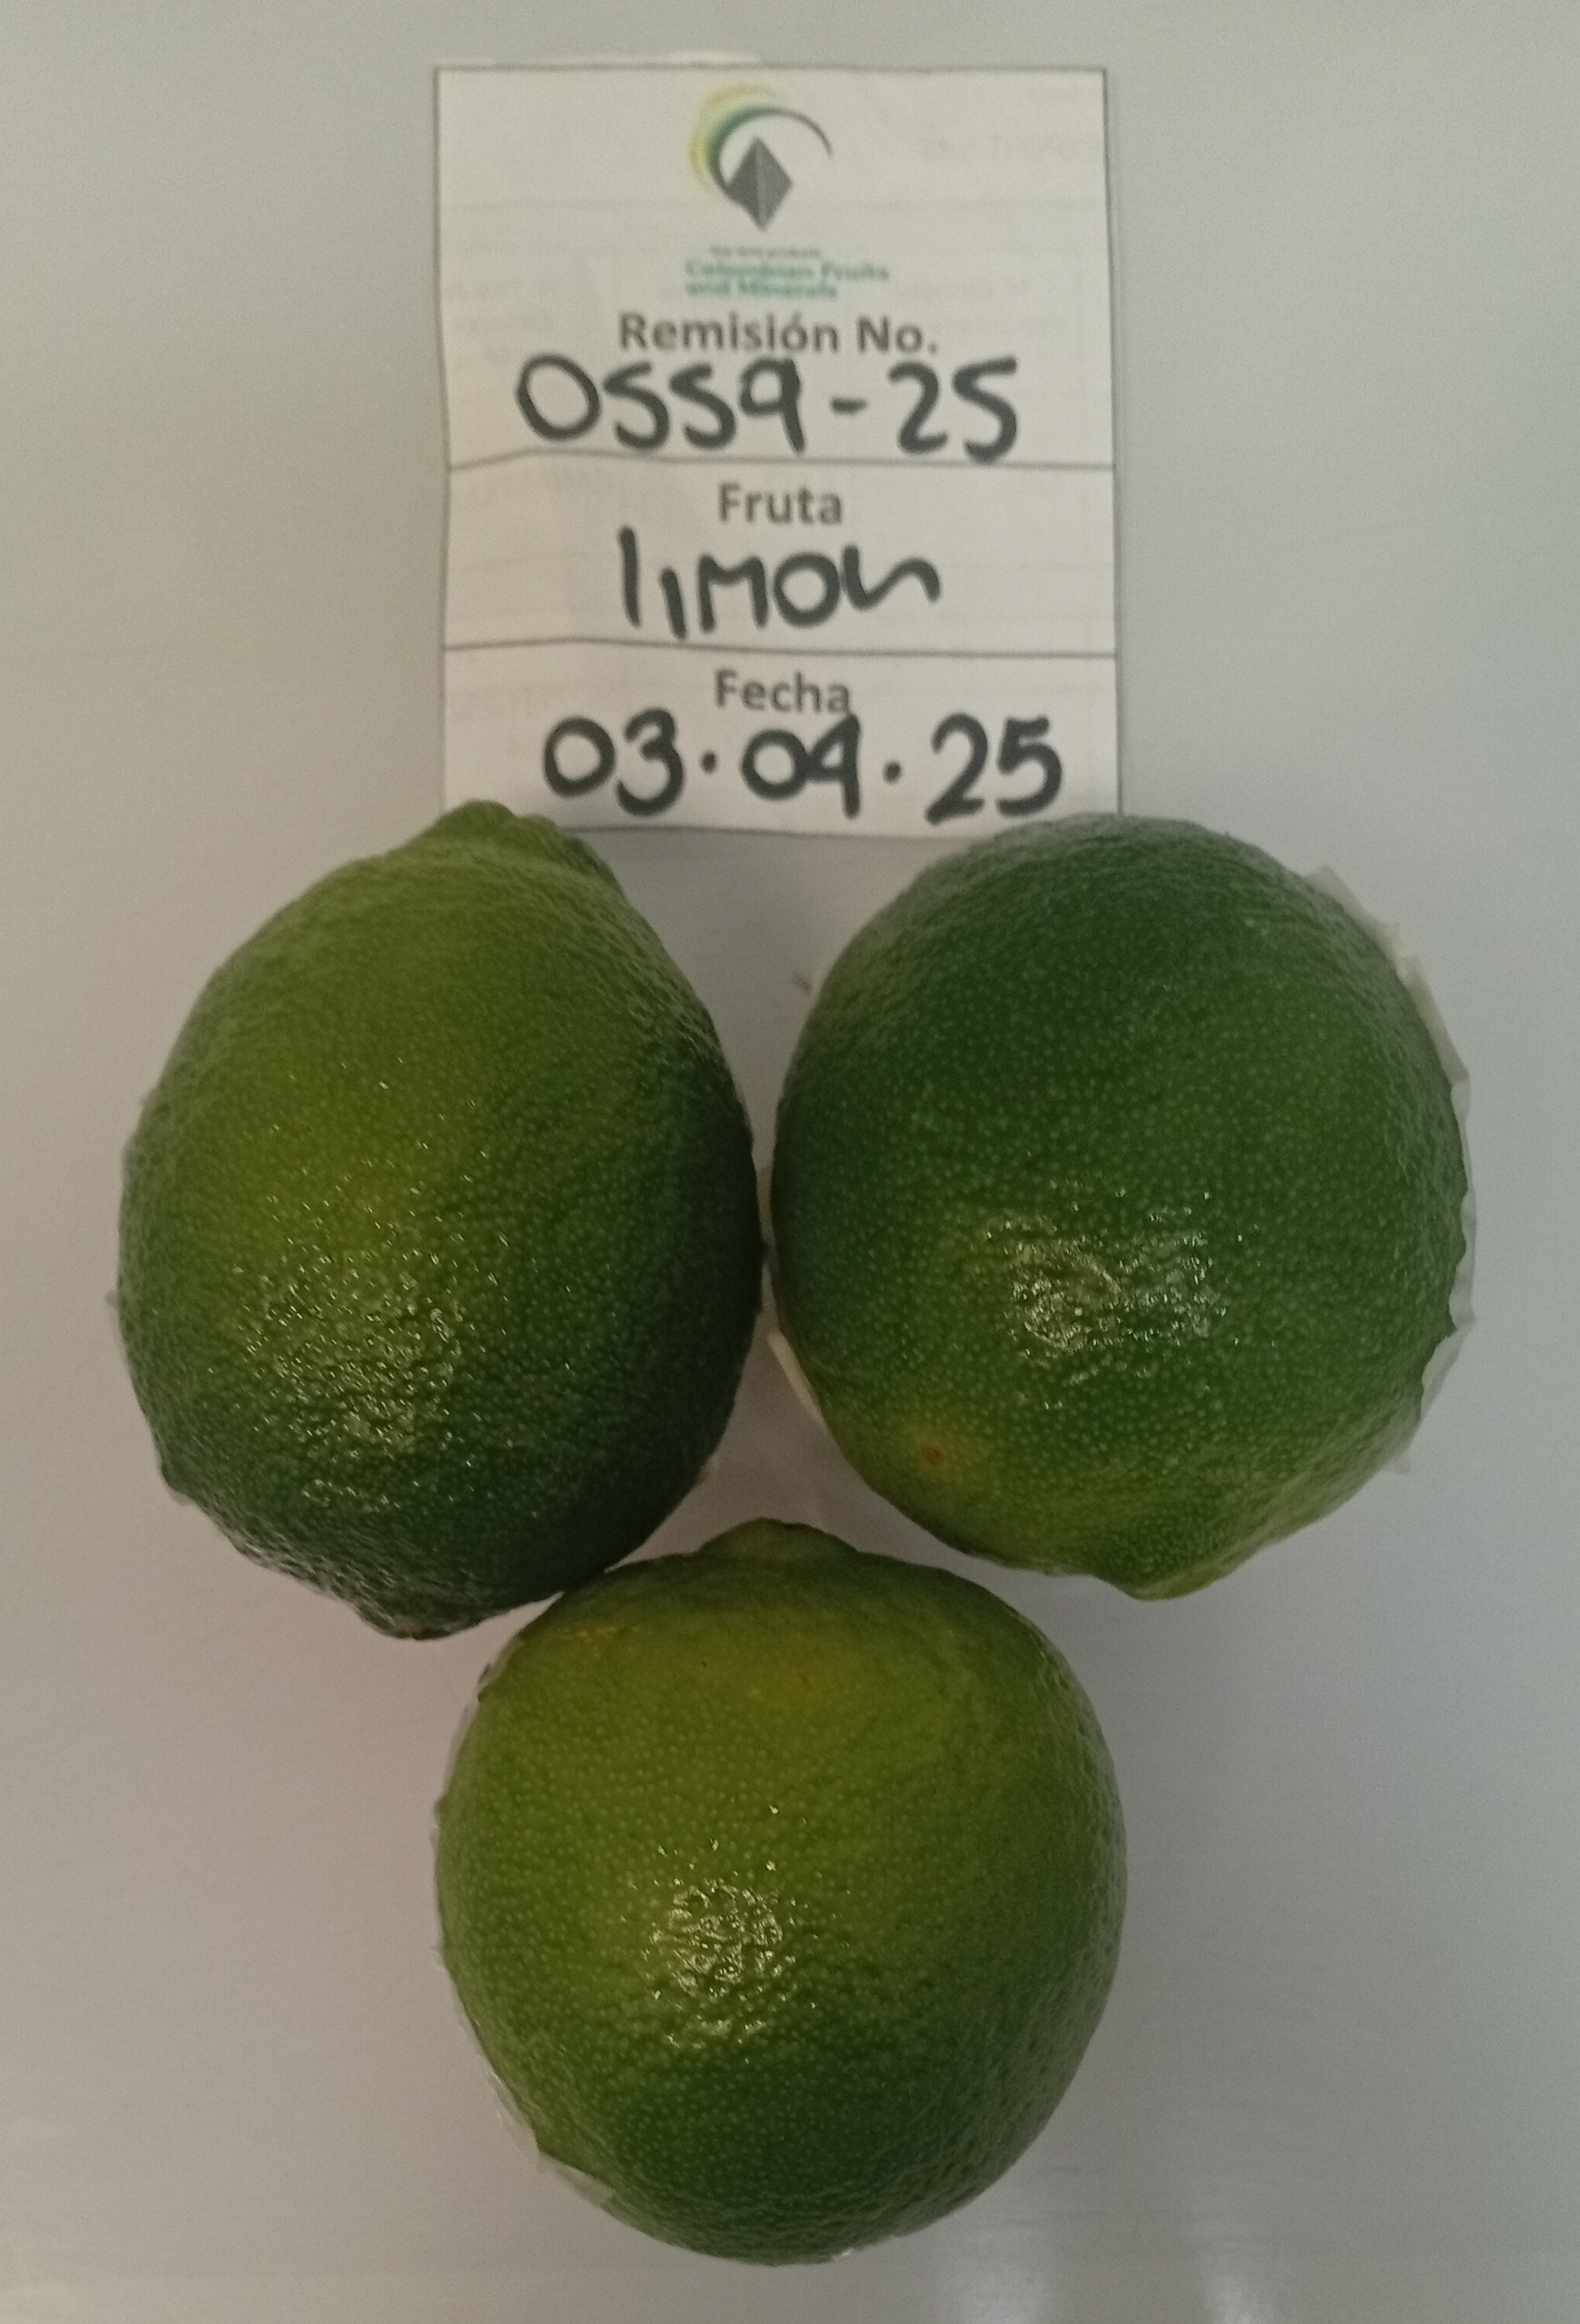 Colombian Fruits
and Minerals
Remisión No.
0559-25
Fruta
limon
Fecha
03.04.25